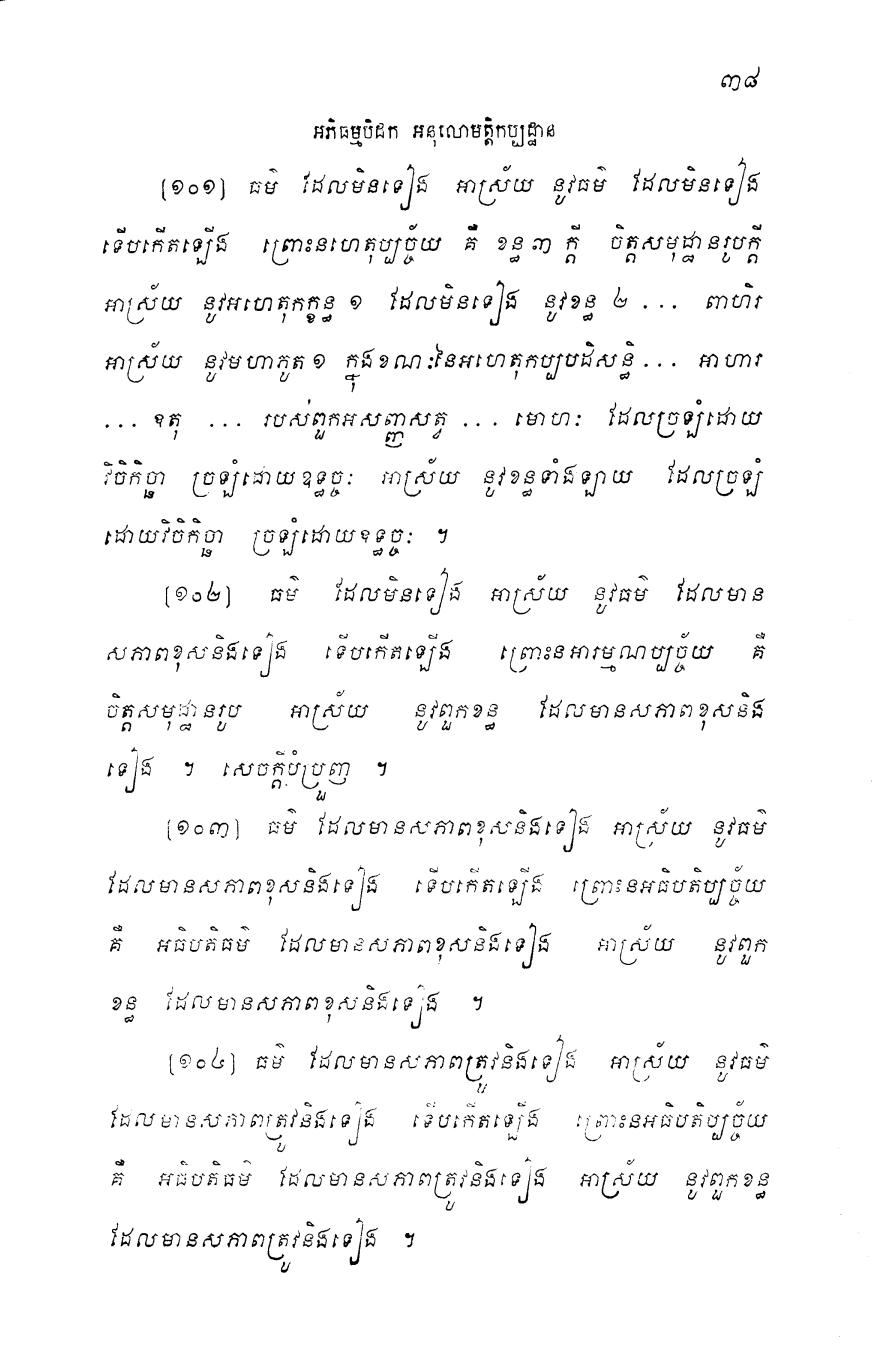 ៣៨
អភិធម្មបិដក អនុលោមត្តិកប្បដ្ឋាន
[១០១] ធម៌ ដែលមិនទៀង អាស្រ័យ នូវធម៌ ដែលមិនទៀង
ទើបកើតឡើង ព្រោះនហេតុប្បច្ច័យ គឺ ខន្ធ ៣ ក្តី ចិត្តសមុដ្ឋានរូបក្តី
អាស្រ័យ នូវអហេតុកក្ខន្ធ ១ ដែលមិនទៀង នូវខន្ធ ២ ... ពាហិរ
អាស្រ័យ នូវមហាភូត ១ ក្នុងខណៈនៃអហេតុកប្បបដិសន្ធិ ... អាហារ
... ឧតុ ... របស់ពួកអសញ្ញាសត្វ ... មោហៈ ដែលច្រឡំដោយ
វិចិកិច្ឆា ច្រឡំដោយឧទ្ធច្ចៈ អាស្រ័យ នូវខន្ធទាំងឡាយ ដែលច្រឡំ
ដោយវិចិកិច្ឆា ច្រឡំដោយឧទ្ធច្ចៈ ។
[១០២] ធម៌ ដែលមិនទៀង អាស្រ័យ នូវធម៌ ដែលមាន
សភាពខុសនិងទៀង ទើបកើតឡើង ព្រោះនអារម្មណប្បច្ច័យ គឺ
ចិត្តសមុដ្ឋានរូប អាស្រ័យ នូវពួកខន្ធ ដែលមានសភាពខុសនិង
ទៀង ។ សេចក្តីបំប្រួញ ។
[១០៣] ធម៌ ដែលមានសភាពខុសនិងទៀង អាស្រ័យ នូវធម៌
ដែលមានសភាពខុសនិងទៀង ទើបកើតឡើង ព្រោះនអធិបតិប្បច្ច័យ
គឺ អធិបតិធម៌ ដែលមានសភាពខុសនិងទៀង អាស្រ័យ នូវពួក
ខន្ធ ដែលមានសភាពខុសនិងទៀង ។
[១០៤] ធម៌ ដែលមានសភាពត្រូវនិងទៀង អាស្រ័យ នូវធម៌
ដែលមានសភាពត្រូវនិងទៀង ទើបកើតឡើង ព្រោះនអធិបតិប្បច្ច័យ
គឺ អធិបតិធម៌ ដែលមានសភាពត្រូវនិងទៀង អាស្រ័យ នូវពួកខន្ធ
ដែលមានសភាពត្រូវនិងទៀង ។